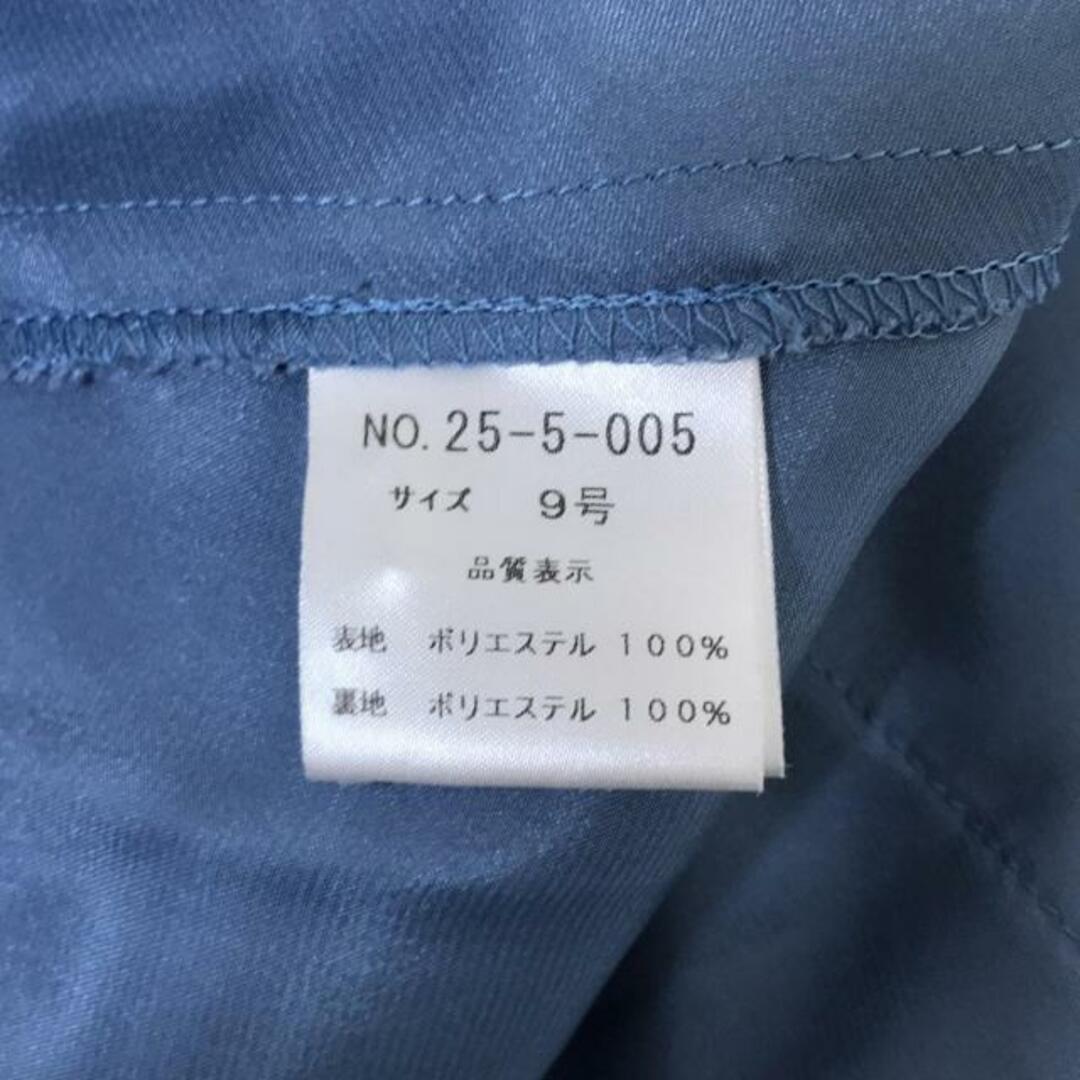 NO. 25-5-005
サイズ 9号
品質表示
表地 ポリエステル 100%
裏地 ポリエステル 100%